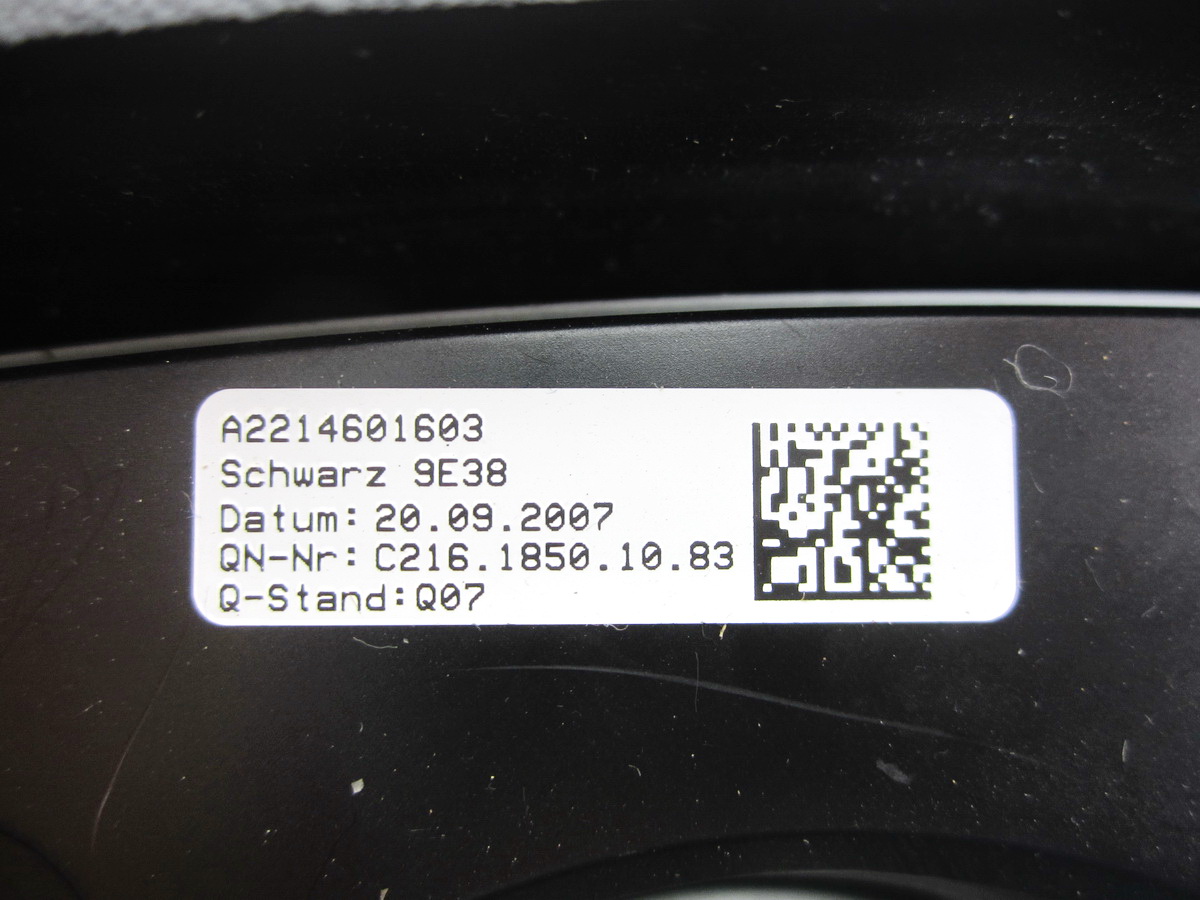 A2214601603
Schwarz 9E38
Datum: 20.09.2007
QN-Nr: C216.1850.10.83
Q-Stand:Q07